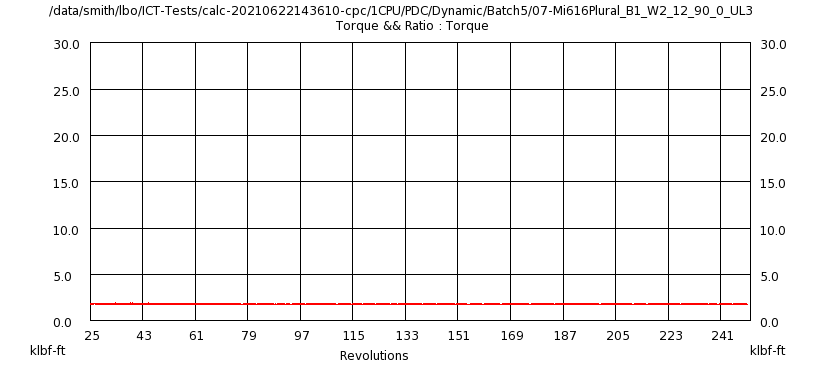 /data/smith/lbo/ICT-Tests/calc-20210622143610-cpc/1CPU/PDC/Dynamic/Batch5/07-Mi616Plural_B1_W2_12_90_0_UL3
Torque && Ratio : Torque
30.0 30.0
25.0 25.0
20.0 20.0
15.0 15.0
10.0 10.0
5.0 5.0
0.0 0.0
25 43 61 79 97 115 133 151 169 187 205 223 241
klbf-ft klbf-ft
Revolutions